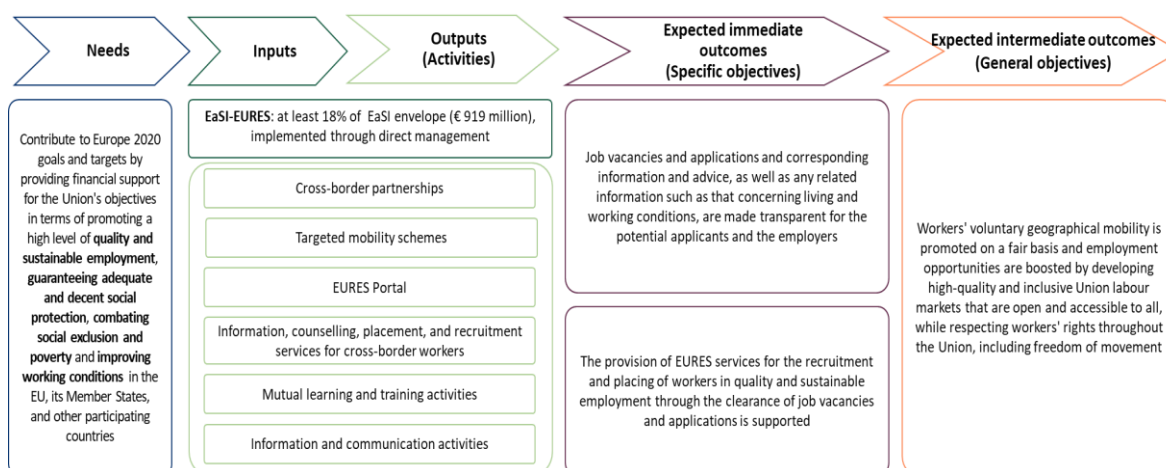 Needs
Inputs
Outputs
(Activities)
Expected immediate
outcomes
(Specific objectives)
Expected intermediate outcomes
(General objectives)
Contribute to Europe 2020
goals and targets by
providing financial support
for the Union's objectives
in terms of promoting a
high level of quality and
sustainable employment,
guaranteeing adequate
and decent social
protection, combating
social exclusion and
poverty and improving
working conditions in the
EU, its Member States,
and other participating
countries
EaSI-EURES: at least 18% of EaSI envelope (€ 919 million),
implemented through direct management
Cross-border partnerships
Targeted mobility schemes
EURES Portal
Information, counselling, placement, and recruitment
services for cross-border workers
Mutual learning and training activities
Information and communication activities
Job vacancies and applications and corresponding
information and advice, as well as any related
information such as that concerning living and
working conditions, are made transparent for the
potential applicants and the employers
The provision of EURES services for the recruitment
and placing of workers in quality and sustainable
employment through the clearance of job vacancies
and applications is supported
Workers' voluntary geographical mobility is
promoted on a fair basis and employment
opportunities are boosted by developing
high-quality and inclusive Union labour
markets that are open and accessible to all,
while respecting workers' rights throughout
the Union, including freedom of movement